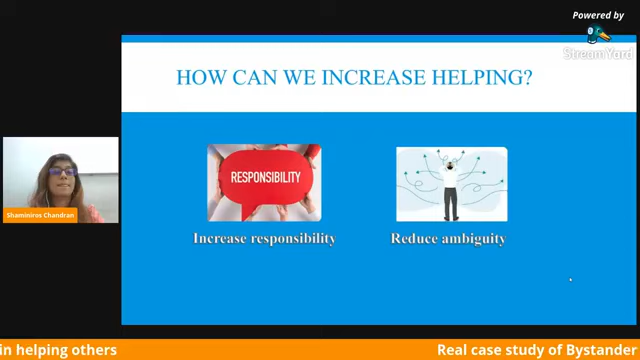 Powered by
StreamYard
HOW CAN WE INCREASE HELPING?
RESPONSIBILITY
Increase responsibility
Reduce ambiguity
Shaminiros Chandran
in helping others
Real case study of Bystander